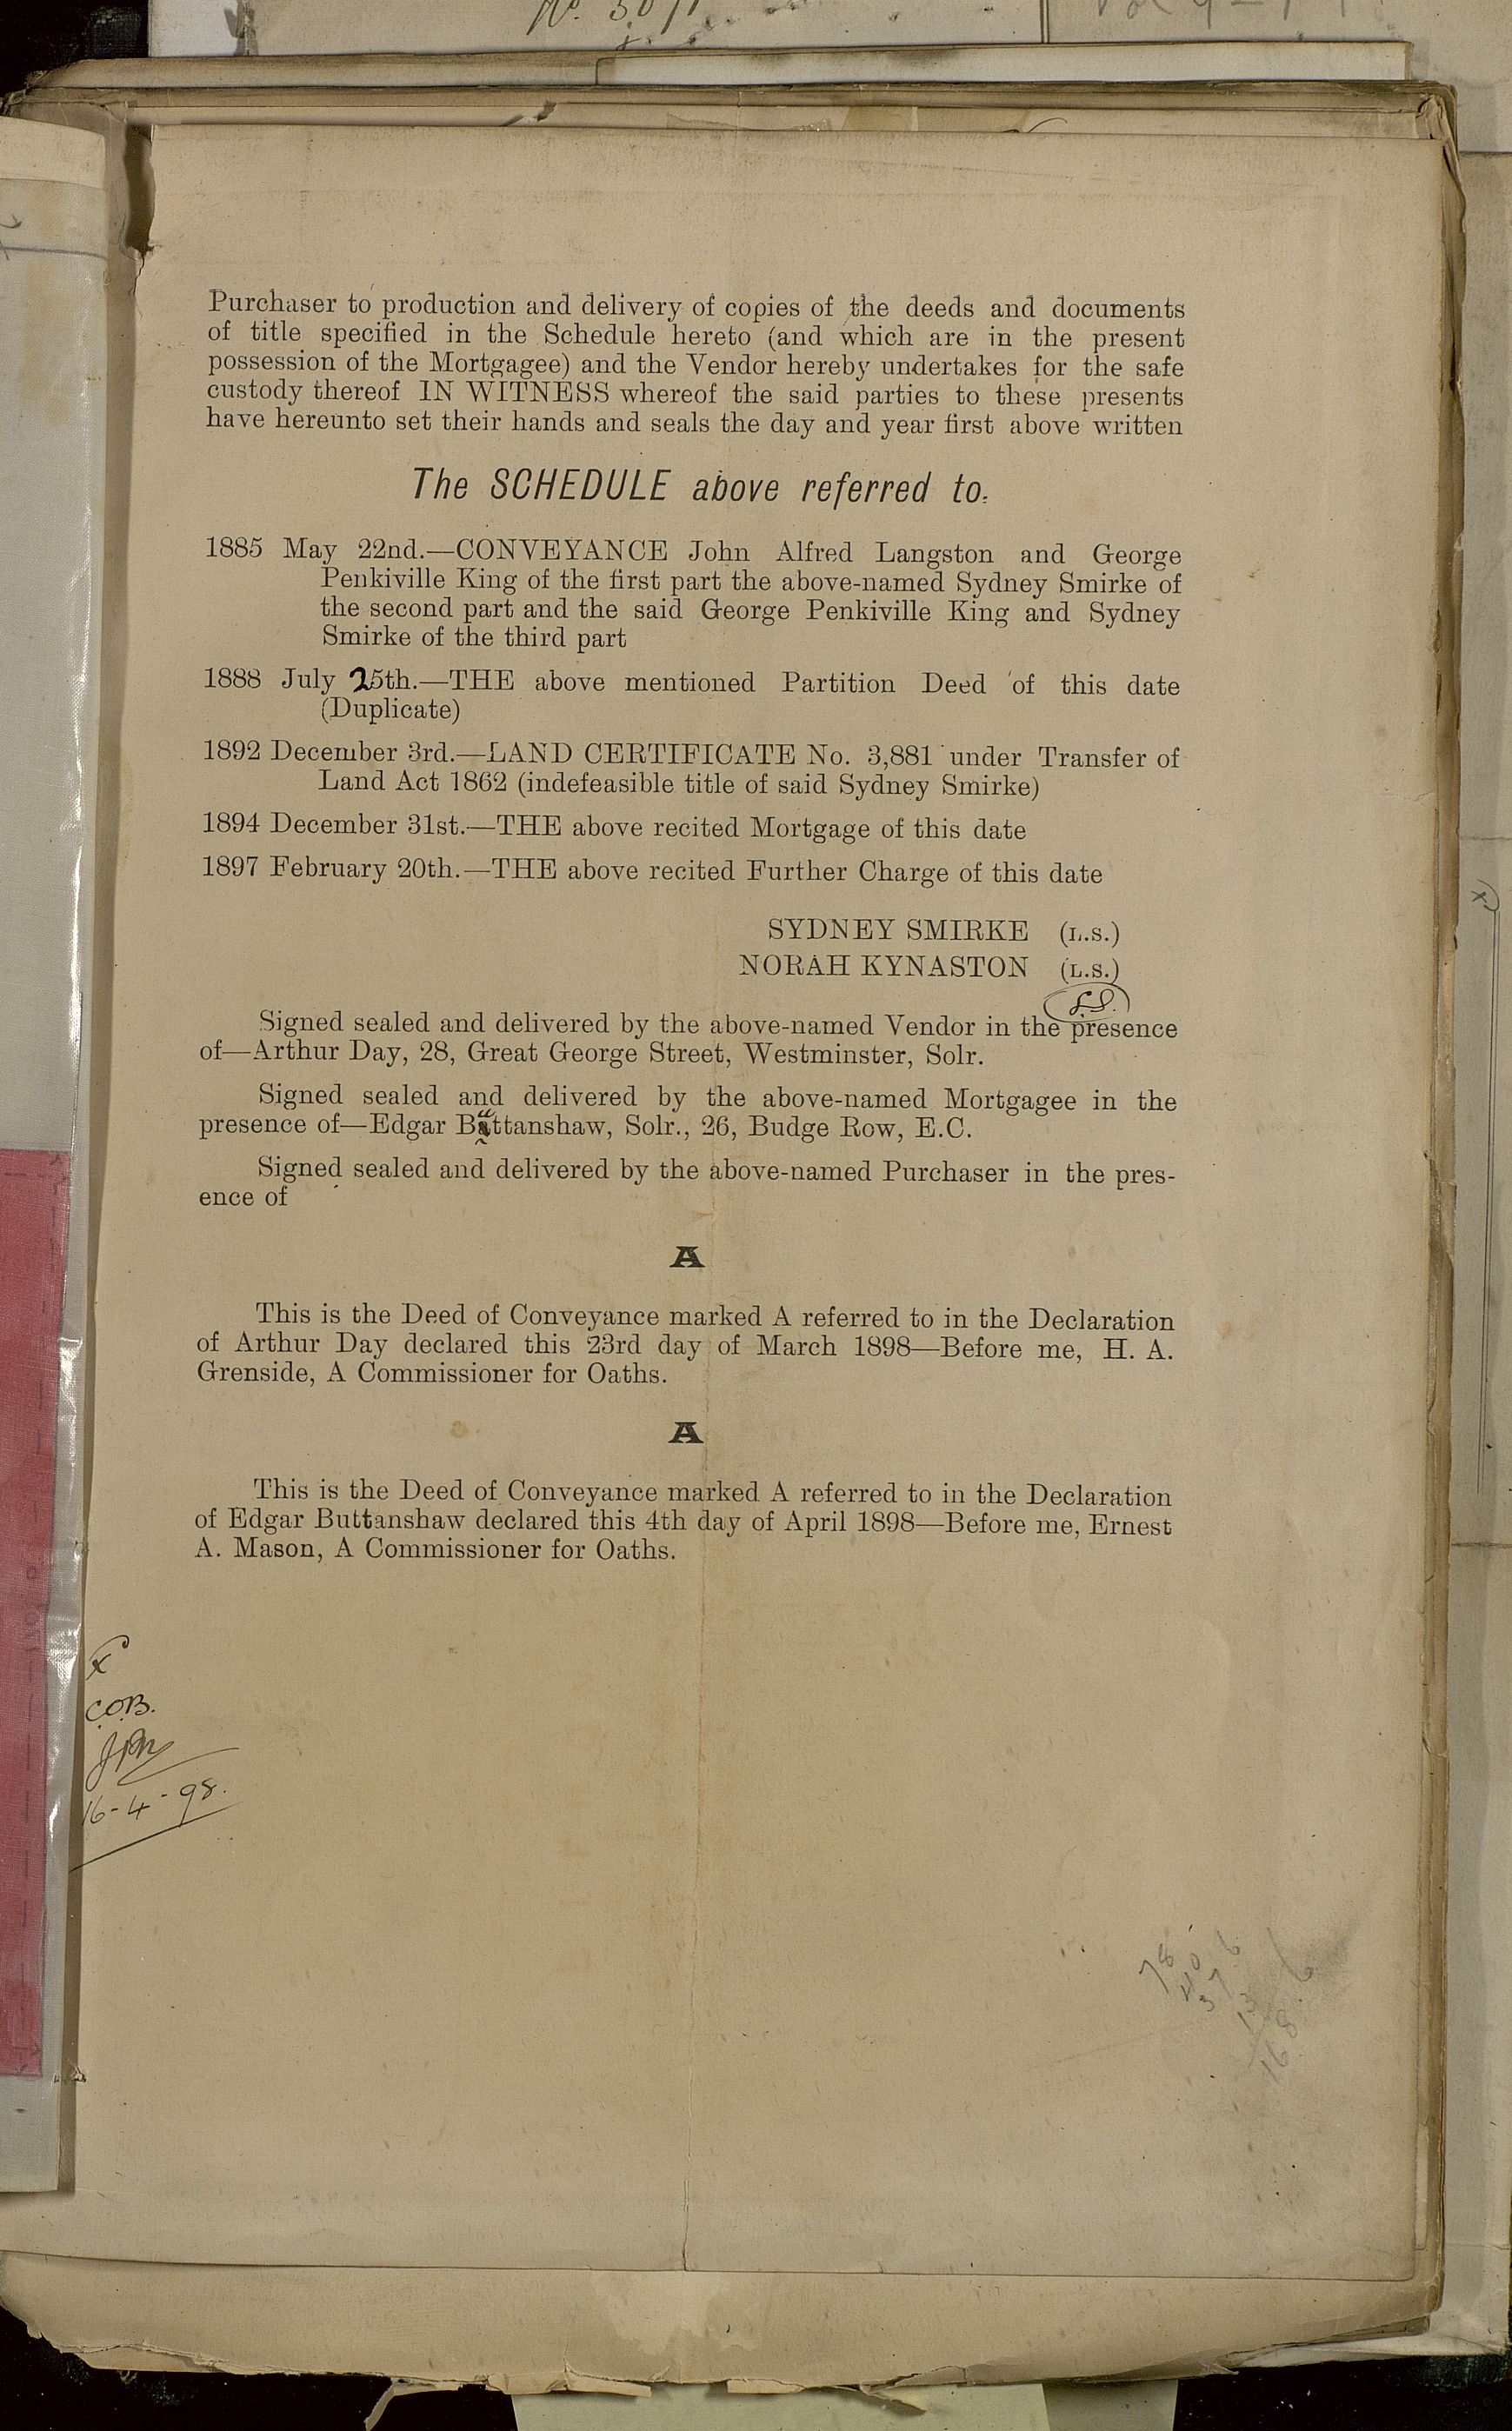 Purchaser to production and delivery of copies of the deeds and documents
of title specified in the Schedule hereto (and which are in the present
possession of the Mortgagee) and the Vendor hereby undertakes for the safe
custody thereof IN WITNESS whereof the said parties to these presents
have hereunto set their hands and seals the day and year first above written
The SCHEDULE above referred to.
1885 May 22nd.—CONVEYANCE John Alfred Langston and George
Penkiville King of the first part the above-named Sydney Smirke of
the second part and the said George Penkiville King and Sydney
Smirke of the third part
1888 July 25th.—THE above mentioned Partition Deed of this date
(Duplicate)
1892 December 3rd.—LAND CERTIFICATE No. 3,881 under Transfer of
Land Act 1862 (indefeasible title of said Sydney Smirke)
1894 December 31st.—THE above recited Mortgage of this date
1897 February 20th.—THE above recited Further Charge of this date
SYDNEY SMIRKE (L.S.)
NORAH KYNASTON (L.S.)
L.S.
Signed sealed and delivered by the above-named Vendor in the presence
of—Arthur Day, 28, Great George Street, Westminster, Solr.
Signed sealed and delivered by the above-named Mortgagee in the
presence of—Edgar Buttanshaw, Solr., 26, Budge Row, E.C.
Signed sealed and delivered by the above-named Purchaser in the pres-
ence of
A
This is the Deed of Conveyance marked A referred to in the Declaration
of Arthur Day declared this 23rd day of March 1898—Before me, H. A.
Grenside, A Commissioner for Oaths.
A
This is the Deed of Conveyance marked A referred to in the Declaration
of Edgar Buttanshaw declared this 4th day of April 1898—Before me, Ernest
A. Mason, A Commissioner for Oaths.
C.O.B.
16-4-98.